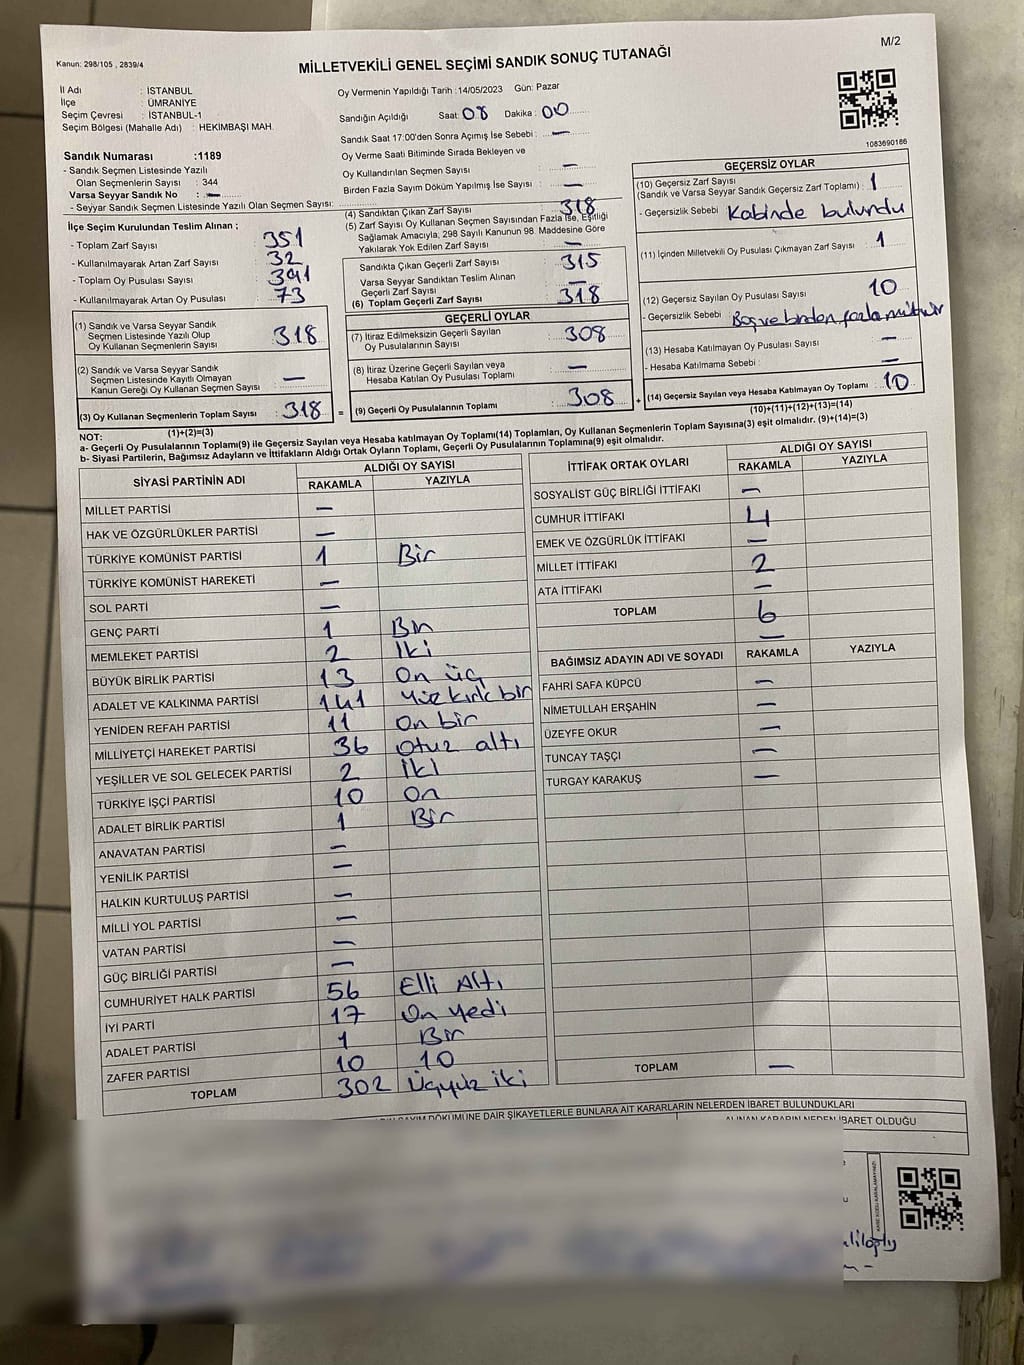 Kanun: 298/105 , 2839/4
MİLLETVEKİLİ GENEL SEÇİMİ SANDIK SONUÇ TUTANAĞI
M/2
İl Adı : İSTANBUL
İlçe : ÜMRANİYE
Seçim Çevresi : İSTANBUL-1
Seçim Bölgesi (Mahalle Adı) : HEKİMBAŞI MAH.
Oy Vermenin Yapıldığı Tarih :14/05/2023 Gün: Pazar
Sandığın Açıldığı Saat: 08 Dakika: 00
Sandık Saat 17:00'den Sonra Açımış İse Sebebi: —
Oy Verme Saati Bitiminde Sırada Bekleyen ve
Oy Kullandırılan Seçmen Sayısı : —
Birden Fazla Sayım Döküm Yapılmış İse Sayısı : —
1083690186
Sandık Numarası :1189
- Sandık Seçmen Listesinde Yazılı
Olan Seçmenlerin Sayısı : 344
Varsa Seyyar Sandık No : —
- Seyyar Sandık Seçmen Listesinde Yazılı Olan Seçmen Sayısı:
İlçe Seçim Kurulundan Teslim Alınan ;
- Toplam Zarf Sayısı : 351
- Kullanılmayarak Artan Zarf Sayısı : 32
- Toplam Oy Pusulası Sayısı : 391
- Kullanılmayarak Artan Oy Pusulası : 73
(1) Sandık ve Varsa Seyyar Sandık
Seçmen Listesinde Yazılı Olup
Oy Kullanan Seçmenlerin Sayısı : 318
(2) Sandık ve Varsa Seyyar Sandık
Seçmen Listesinde Kayıtlı Olmayan
Kanun Gereği Oy Kullanan Seçmen Sayısı : —
(3) Oy Kullanan Seçmenlerin Toplam Sayısı : 318 =
(1)+(2)=(3)
(4) Sandıktan Çıkan Zarf Sayısı : 318
(5) Zarf Sayısı Oy Kullanan Seçmen Sayısından Fazla İse, Eşitliği
Sağlamak Amacıyla, 298 Sayılı Kanunun 98. Maddesine Göre
Yakılarak Yok Edilen Zarf Sayısı : —
Sandıkta Çıkan Geçerli Zarf Sayısı : 315
Varsa Seyyar Sandıktan Teslim Alınan
Geçerli Zarf Sayısı : —
(6) Toplam Geçerli Zarf Sayısı : 318
GEÇERLİ OYLAR
(7) İtiraz Edilmeksizin Geçerli Sayılan
Oy Pusulalarının Sayısı : 308
(8) İtiraz Üzerine Geçerli Sayılan veya
Hesaba Katılan Oy Pusulası Toplamı : —
(9) Geçerli Oy Pusulalarının Toplamı : 308 +
GEÇERSİZ OYLAR
(10) Geçersiz Zarf Sayısı
(Sandık ve Varsa Seyyar Sandık Geçersiz Zarf Toplamı) : 1
- Geçersizlik Sebebi : Kabinde bulundu
(11) İçinden Milletvekili Oy Pusulası Çıkmayan Zarf Sayısı : 1
(12) Geçersiz Sayılan Oy Pusulası Sayısı : 10
- Geçersizlik Sebebi : Boş ve birden fazla mühür
(13) Hesaba Katılmayan Oy Pusulası Sayısı : —
- Hesaba Katılmama Sebebi : —
(14) Geçersiz Sayılan veya Hesaba Katılmayan Oy Toplamı : 10
(10)+(11)+(12)+(13)=(14)
NOT:
a- Geçerli Oy Pusulalarının Toplamı(9) ile Geçersiz Sayılan veya Hesaba katılmayan Oy Toplamı(14) Toplamları, Oy Kullanan Seçmenlerin Toplam Sayısına(3) eşit olmalıdır. (9)+(14)=(3)
b- Siyasi Partilerin, Bağımsız Adayların ve İttifakların Aldığı Ortak Oyların Toplamı, Geçerli Oy Pusulalarının Toplamına(9) eşit olmalıdır.
SİYASİ PARTİNİN ADI ALDIĞI OY SAYISI
RAKAMLA YAZIYLA
MİLLET PARTİSİ —
HAK VE ÖZGÜRLÜKLER PARTİSİ —
TÜRKİYE KOMÜNİST PARTİSİ 1 Bir
TÜRKİYE KOMÜNİST HAREKETİ —
SOL PARTİ —
GENÇ PARTİ 1 Bir
MEMLEKET PARTİSİ 2 İki
BÜYÜK BİRLİK PARTİSİ 13 On üç
ADALET VE KALKINMA PARTİSİ 141 Yüz kırk bir
YENİDEN REFAH PARTİSİ 11 On bir
MİLLİYETÇİ HAREKET PARTİSİ 36 Otuz altı
YEŞİLLER VE SOL GELECEK PARTİSİ 2 İki
TÜRKİYE İŞÇİ PARTİSİ 10 On
ADALET BİRLİK PARTİSİ 1 Bir
ANAVATAN PARTİSİ —
YENİLİK PARTİSİ —
HALKIN KURTULUŞ PARTİSİ —
MİLLİ YOL PARTİSİ —
VATAN PARTİSİ —
GÜÇ BİRLİĞİ PARTİSİ —
CUMHURİYET HALK PARTİSİ 56 Elli Altı
İYİ PARTİ 17 On yedi
ADALET PARTİSİ 1 Bir
ZAFER PARTİSİ 10 10
TOPLAM 302 Üçyüz iki
İTTİFAK ORTAK OYLARI ALDIĞI OY SAYISI
RAKAMLA YAZIYLA
SOSYALİST GÜÇ BİRLİĞİ İTTİFAKI —
CUMHUR İTTİFAKI 4
EMEK VE ÖZGÜRLÜK İTTİFAKI —
MİLLET İTTİFAKI 2
ATA İTTİFAKI —
TOPLAM 6
—
BAĞIMSIZ ADAYIN ADI VE SOYADI RAKAMLA YAZIYLA
FAHRİ SAFA KÜPCÜ —
NİMETULLAH ERŞAHİN —
ÜZEYFE OKUR —
TUNCAY TAŞÇI —
TURGAY KARAKUŞ —
TOPLAM —
SAYIM DÖKÜMÜNE DAİR ŞİKAYETLERLE BUNLARA AİT KARARLARIN NELERDEN İBARET BULUNDUKLARI
ALINAN KARARIN NEDEN İBARET OLDUĞU